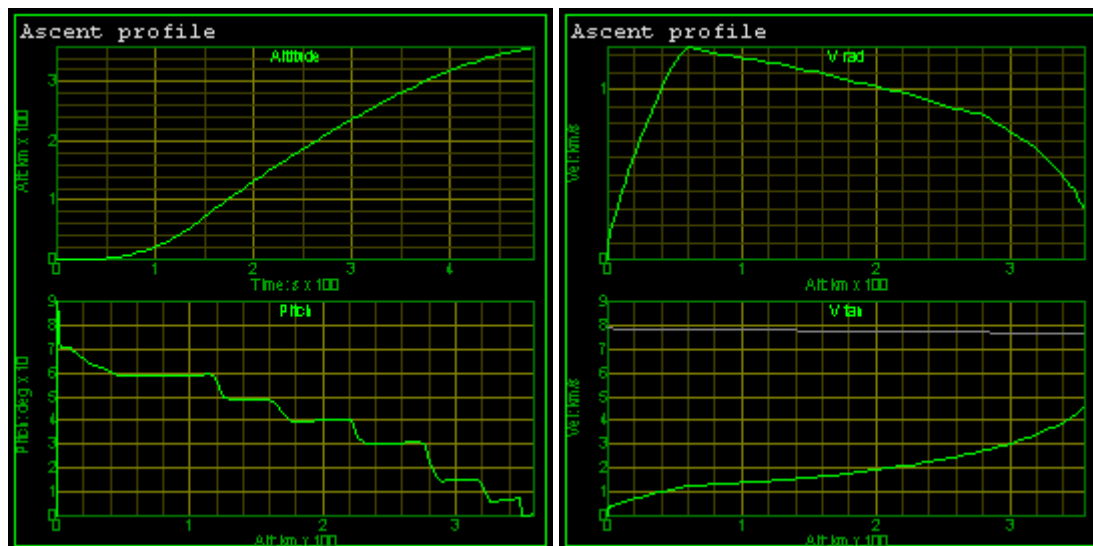 Ascent profile
Altitude
3
2
1
0
Alt: km x 100
0 1 2 3 4
Time: s x 100
Pitch
9
8
7
6
5
4
3
2
1
0
Pitch: deg x 10
0 1 2 3
Alt: km x 100
Ascent profile
V rad
1
0
Vel: km/s
0 1 2 3
Alt: km x 100
V tan
9
8
7
6
5
4
3
2
1
0
Vel: km/s
0 1 2 3
Alt: km x 100